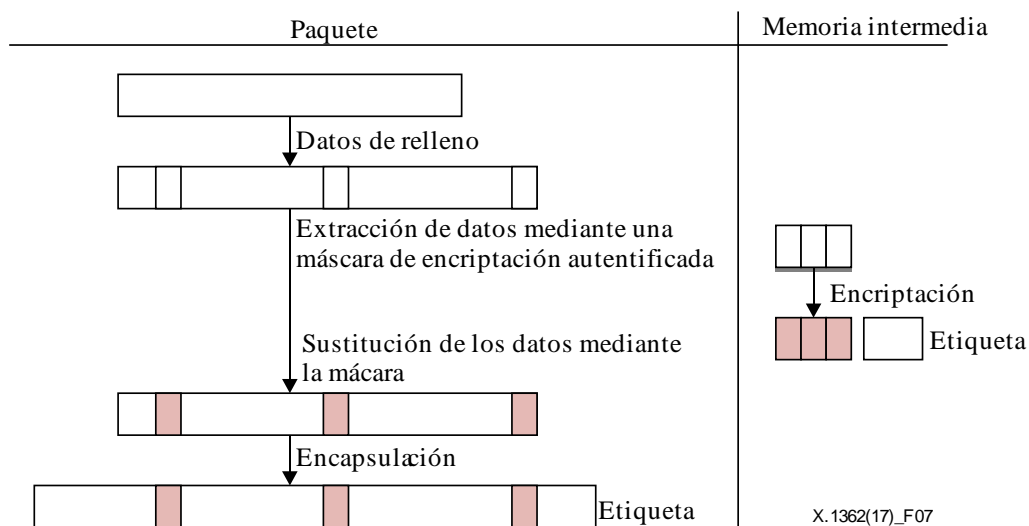 Paquete
Memoria intermedia
Datos de relleno
Extracción de datos mediante una
máscara de encriptación autentificada
Encriptación
Etiqueta
Sustitución de los datos mediante
la mácara
Encapsulación
Etiqueta
X.1362(17)_F07